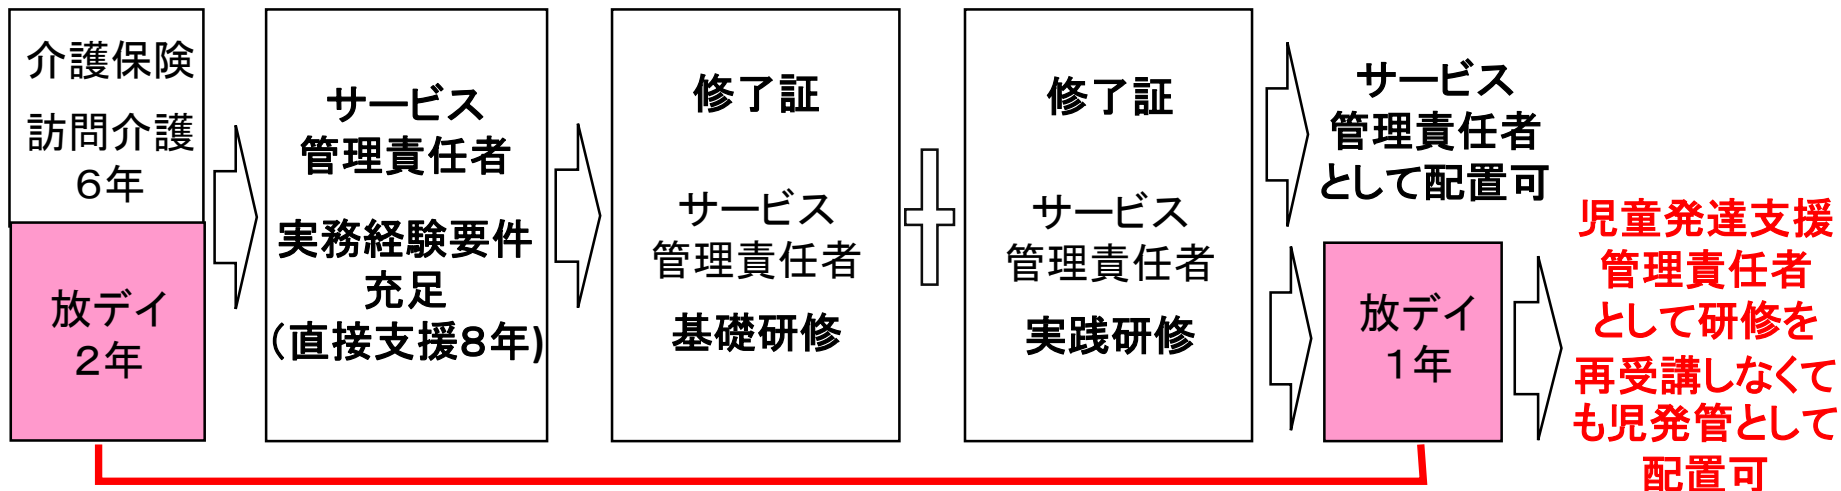 介護保険
訪問介護
６年
放デイ
２年
サービス
管理責任者
実務経験要件
充足
（直接支援８年)
修了証
サービス
管理責任者
基礎研修
修了証
サービス
管理責任者
実践研修
サービス
管理責任者
として配置可
放デイ
１年
児童発達支援
管理責任者
として研修を
再受講しなくて
も児発管として
配置可